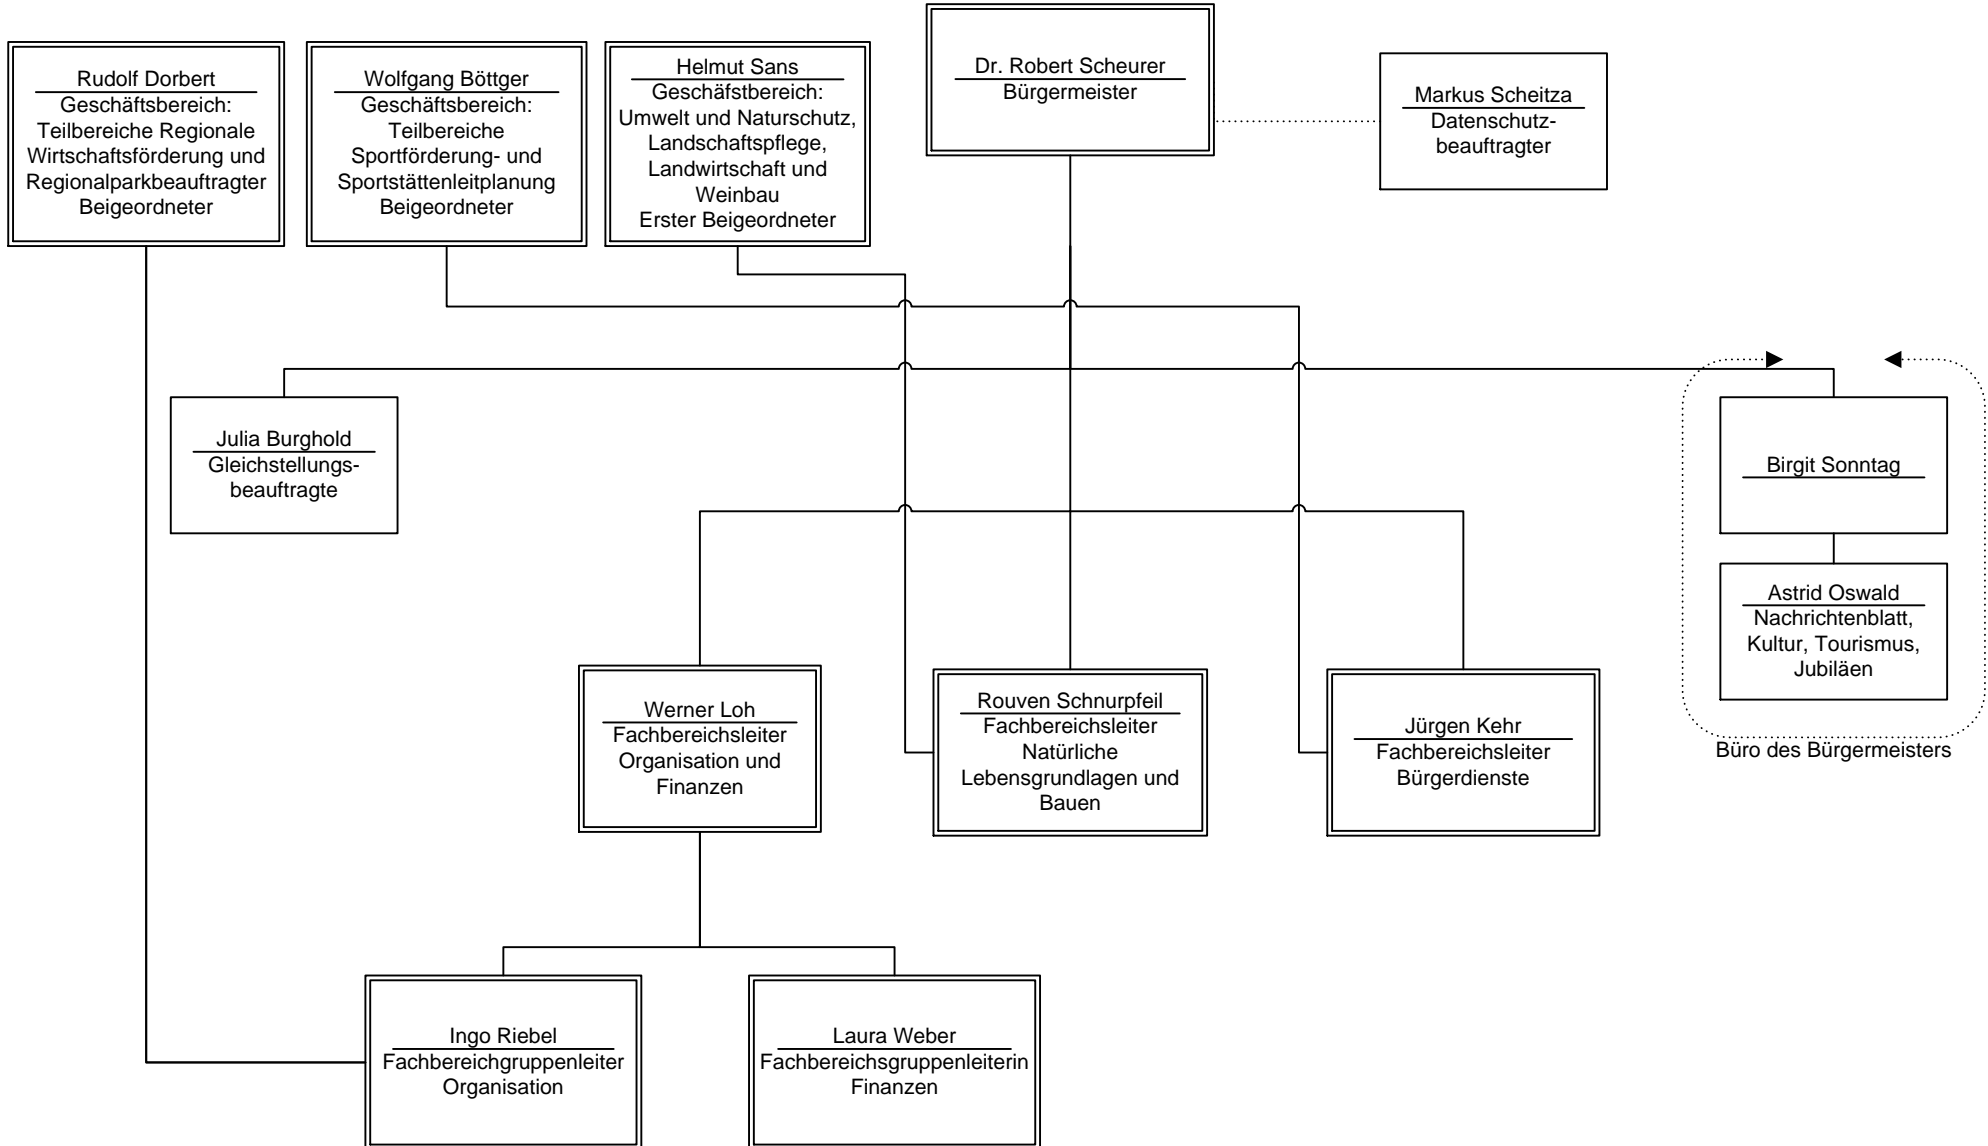 Rudolf Dorbert
Geschäftsbereich:
Teilbereiche Regionale
Wirtschaftsförderung und
Regionalparkbeauftragter
Beigeordneter
Wolfgang Böttger
Geschäftsbereich:
Teilbereiche
Sportförderung- und
Sportstättenleitplanung
Beigeordneter
Helmut Sans
Geschäfstbereich:
Umwelt und Naturschutz,
Landschaftspflege,
Landwirtschaft und
Weinbau
Erster Beigeordneter
Dr. Robert Scheurer
Bürgermeister
Markus Scheitza
Datenschutz-
beauftragter
Julia Burghold
Gleichstellungs-
beauftragte
Birgit Sonntag
Astrid Oswald
Nachrichtenblatt,
Kultur, Tourismus,
Jubiläen
Büro des Bürgermeisters
Werner Loh
Fachbereichsleiter
Organisation und
Finanzen
Rouven Schnurpfeil
Fachbereichsleiter
Natürliche
Lebensgrundlagen und
Bauen
Jürgen Kehr
Fachbereichsleiter
Bürgerdienste
Ingo Riebel
Fachbereichgruppenleiter
Organisation
Laura Weber
Fachbereichsgruppenleiterin
Finanzen